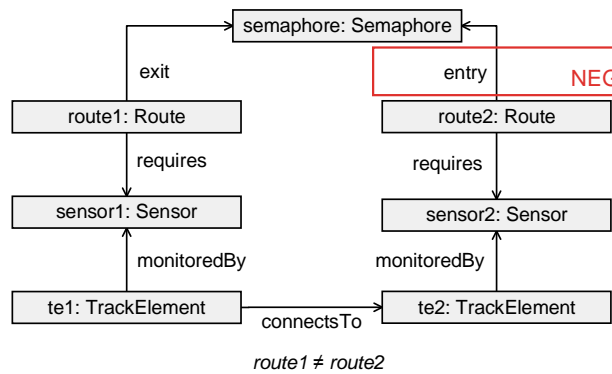 semaphore: Semaphore
exit
entry
NEG
route1: Route
route2: Route
requires
requires
sensor1: Sensor
sensor2: Sensor
monitoredBy
monitoredBy
te1: TrackElement
te2: TrackElement
connectsTo
route1 ≠ route2